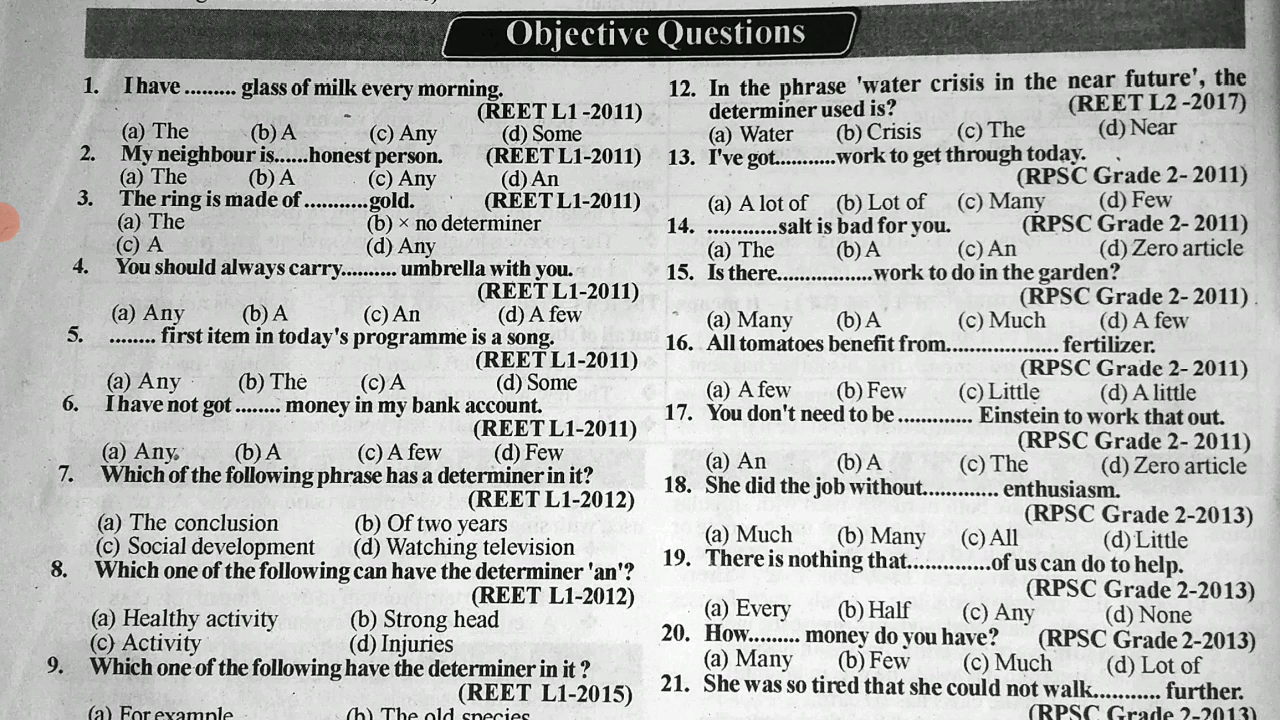 Objective Questions
1. I have ......... glass of milk every morning.
(REET L1 -2011)
(a) The (b) A (c) Any (d) Some
2. My neighbour is......honest person. (REET L1-2011)
(a) The (b) A (c) Any (d) An
3. The ring is made of ...........gold. (REET L1-2011)
(a) The (b) × no determiner
(c) A (d) Any
4. You should always carry.......... umbrella with you.
(REET L1-2011)
(a) Any (b) A (c) An (d) A few
5. ........ first item in today's programme is a song.
(REET L1-2011)
(a) Any (b) The (c) A (d) Some
6. I have not got ........ money in my bank account.
(REET L1-2011)
(a) Any (b) A (c) A few (d) Few
7. Which of the following phrase has a determiner in it?
(REET L1-2012)
(a) The conclusion (b) Of two years
(c) Social development (d) Watching television
8. Which one of the following can have the determiner 'an'?
(REET L1-2012)
(a) Healthy activity (b) Strong head
(c) Activity (d) Injuries
9. Which one of the following have the determiner in it ?
(REET L1-2015)
(a) For example (b) The old species
12. In the phrase 'water crisis in the near future', the
determiner used is? (REET L2 -2017)
(a) Water (b) Crisis (c) The (d) Near
13. I've got...........work to get through today.
(RPSC Grade 2- 2011)
(a) A lot of (b) Lot of (c) Many (d) Few
14. ............salt is bad for you. (RPSC Grade 2- 2011)
(a) The (b) A (c) An (d) Zero article
15. Is there.................work to do in the garden?
(RPSC Grade 2- 2011)
(a) Many (b) A (c) Much (d) A few
16. All tomatoes benefit from.................... fertilizer.
(RPSC Grade 2- 2011)
(a) A few (b) Few (c) Little (d) A little
17. You don't need to be ............. Einstein to work that out.
(RPSC Grade 2- 2011)
(a) An (b) A (c) The (d) Zero article
18. She did the job without............. enthusiasm.
(RPSC Grade 2-2013)
(a) Much (b) Many (c) All (d) Little
19. There is nothing that...............of us can do to help.
(RPSC Grade 2-2013)
(a) Every (b) Half (c) Any (d) None
20. How......... money do you have? (RPSC Grade 2-2013)
(a) Many (b) Few (c) Much (d) Lot of
21. She was so tired that she could not walk........... further.
(RPSC Grade 2-2013)